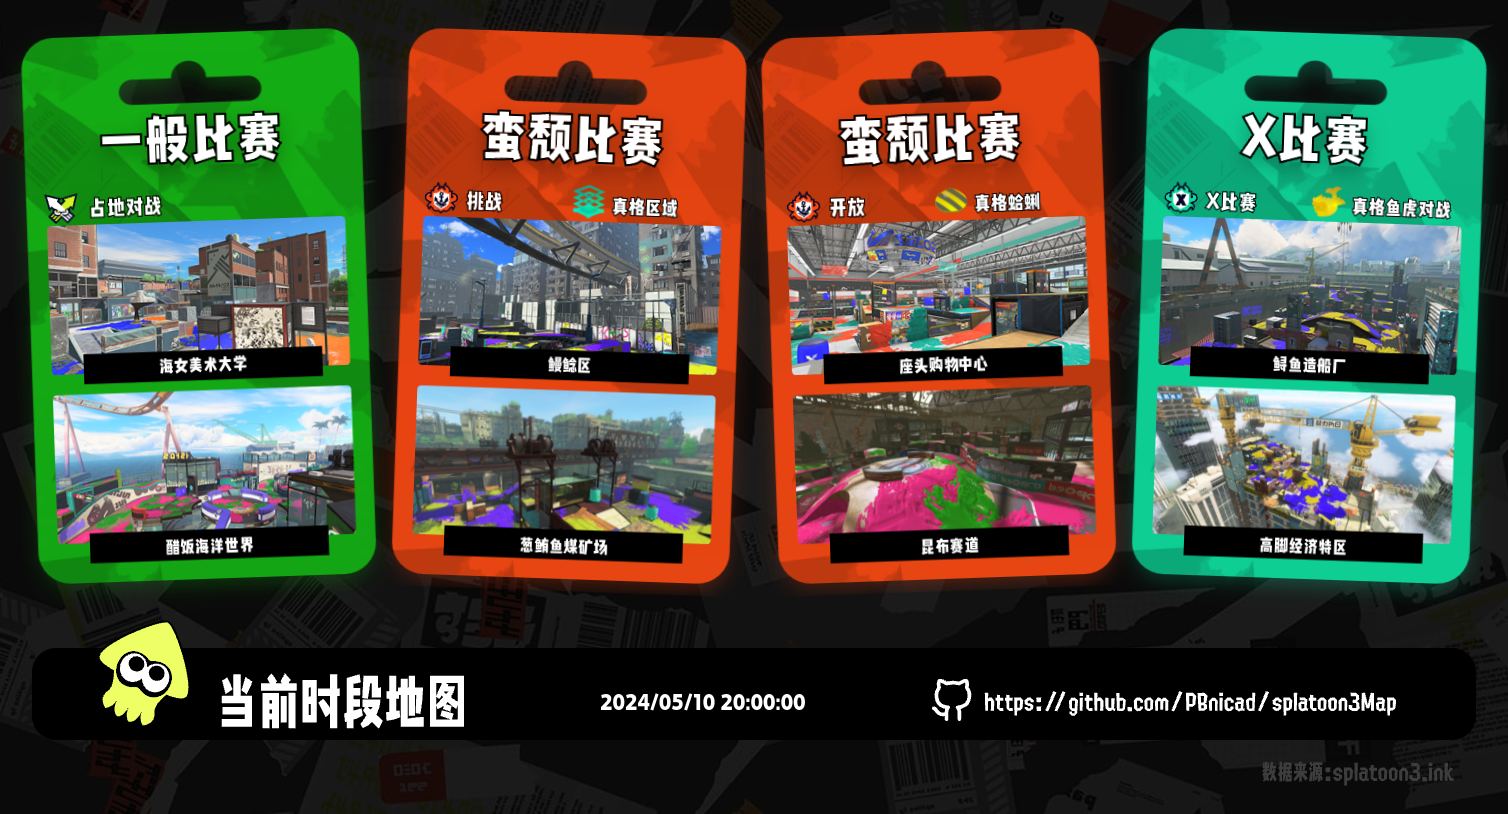 一般比赛
占地对战
海女美术大学
醋饭海洋世界
蛮颓比赛
挑战
真格区域
鳗鲶区
葱鲔鱼煤矿场
蛮颓比赛
开放
真格蛤蜊
座头购物中心
昆布赛道
X比赛
X比赛
真格鱼虎对战
鲟鱼造船厂
高脚经济特区
当前时段地图
2024/05/10 20:00:00
https://github.com/PBnicad/splatoon3Map
数据来源:splatoon3.ink